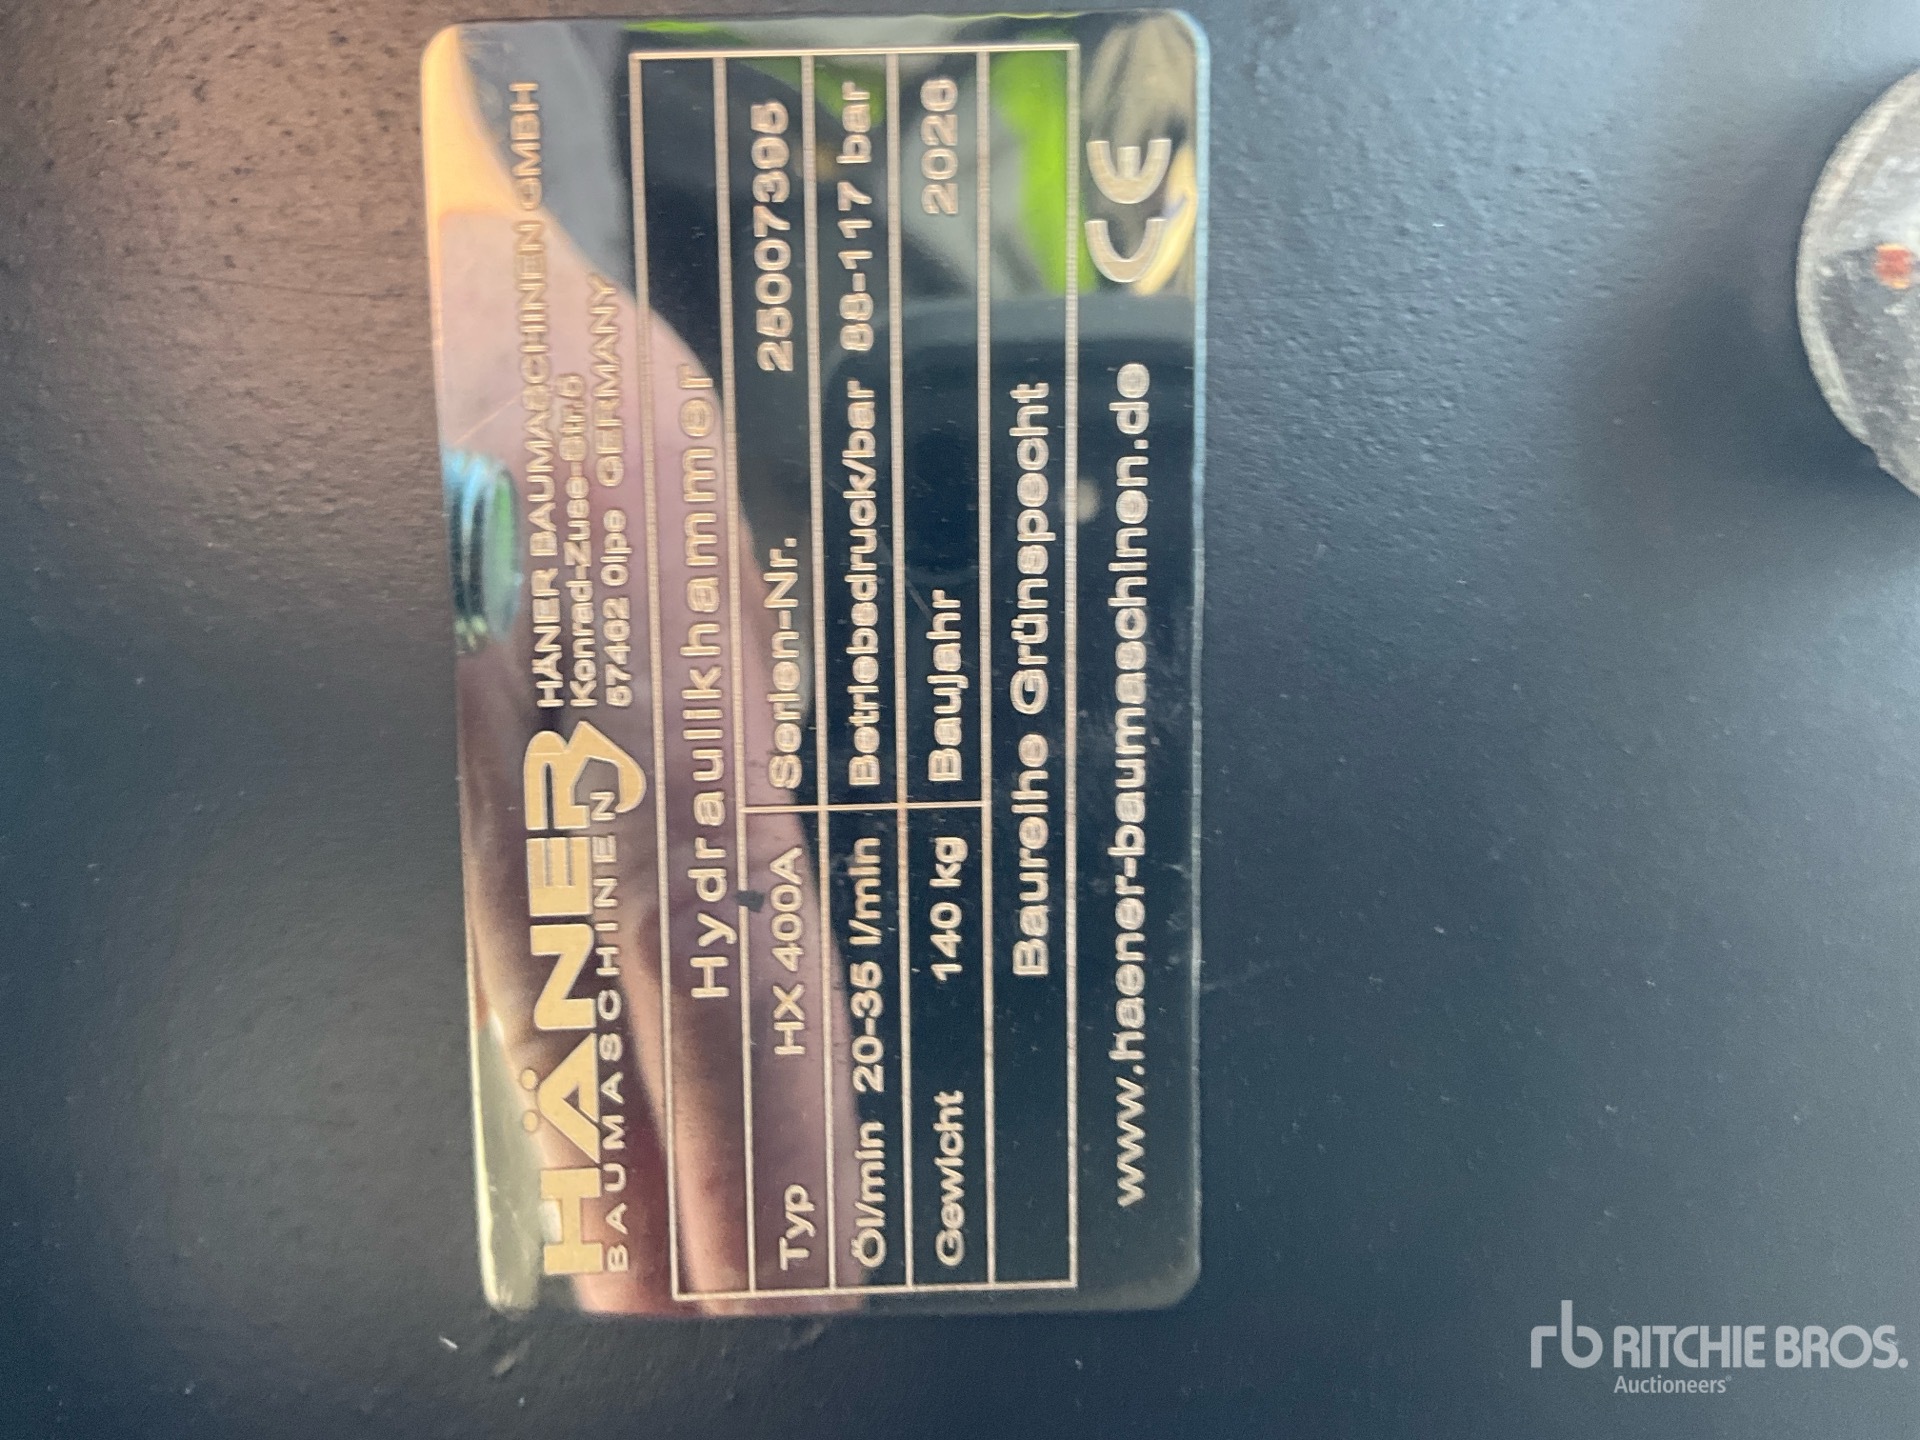 HÄNER
BAUMASCHINEN
HÄNER BAUMASCHINEN GMBH
Konrad-Zuse-Str.5
57462 Olpe GERMANY
Hydraulikhammer
Typ HX 400A Serien-Nr. 25007305
Öl/min 20-35 l/min Betriebsdruck/bar 88-117 bar
Gewicht 140 kg Baujahr 2026
Baureihe Grünspecht
www.haener-baumaschinen.de CE
rb RITCHIE BROS.
Auctioneers